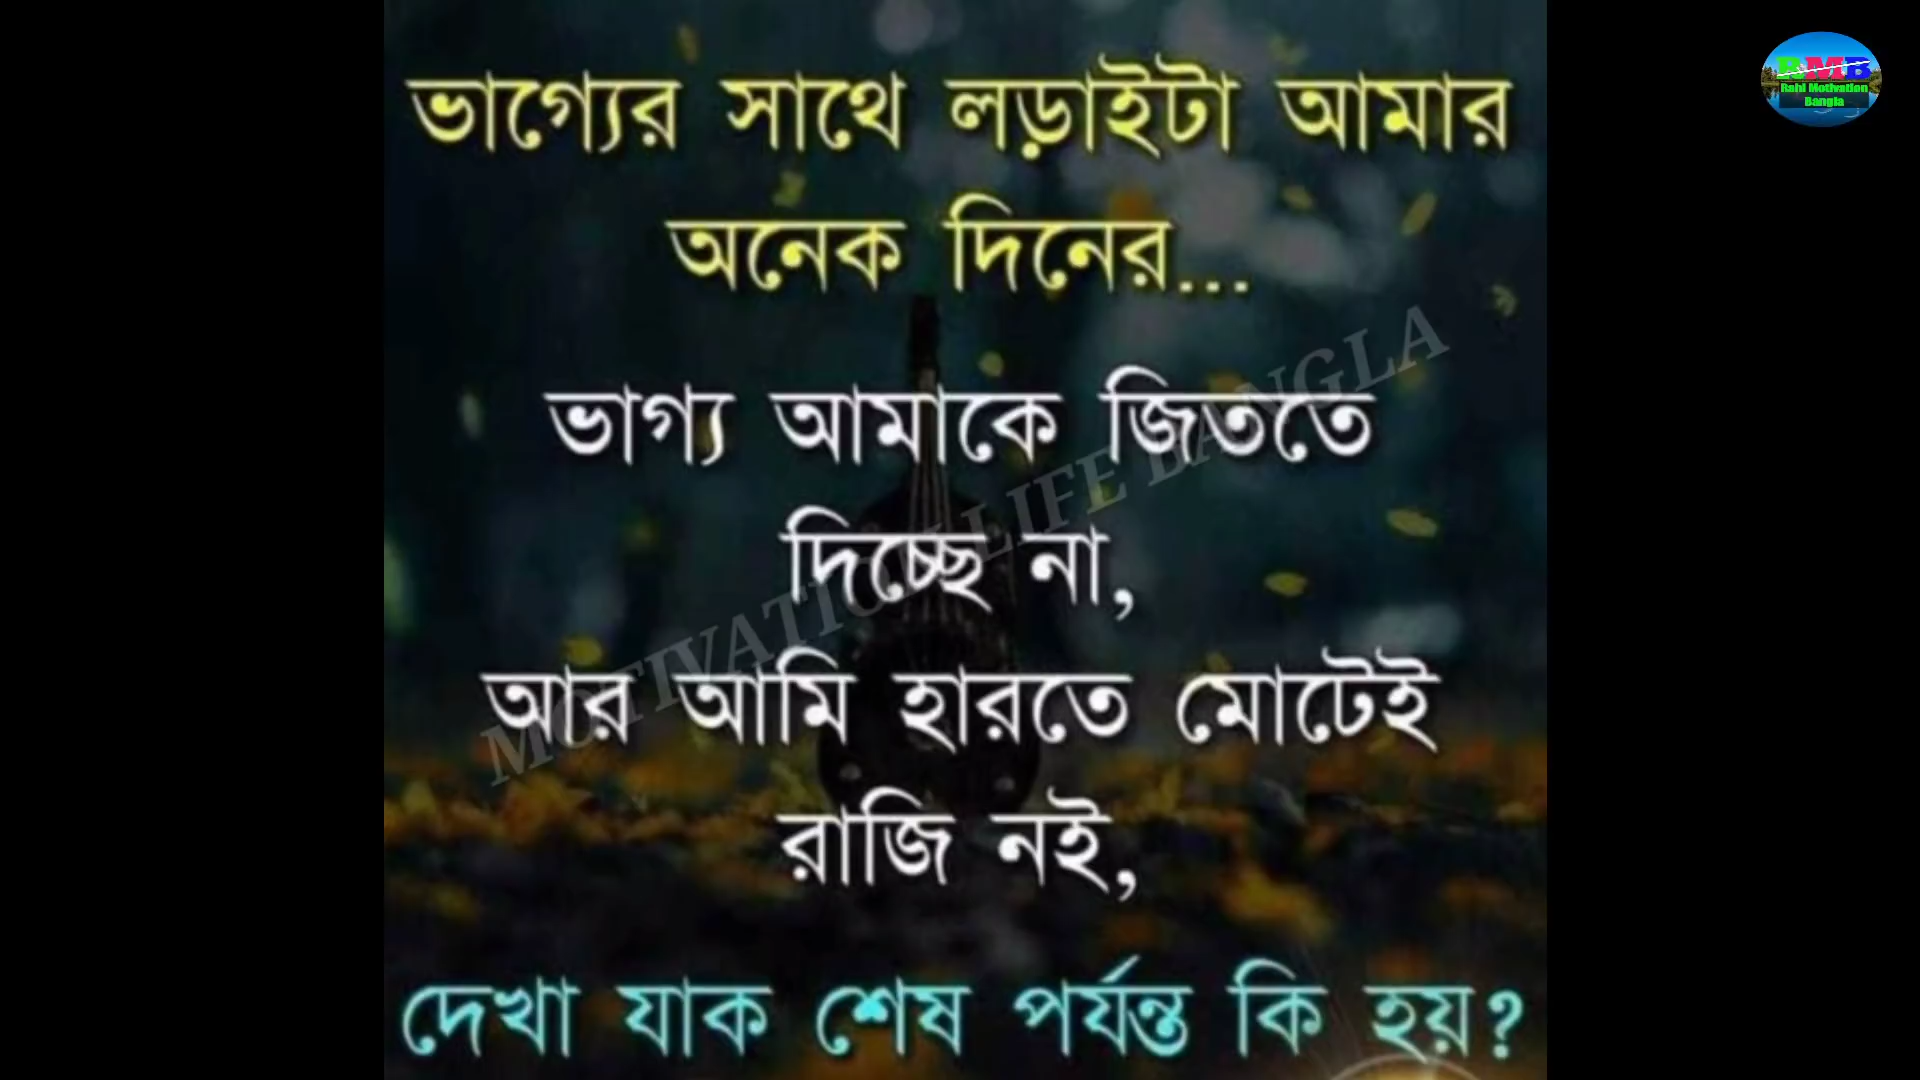 ভাগ্যের সাথে লড়াইটা আমার
অনেক দিনের...
ভাগ্য আমাকে জিততে
দিচ্ছে না,
আর আমি হারতে মোটেই
রাজি নই,
দেখা যাক শেষ পর্যন্ত কি হয়?
MOTIVATION LIFE BANGLA
RMB
Rahi Motivation
Bangla